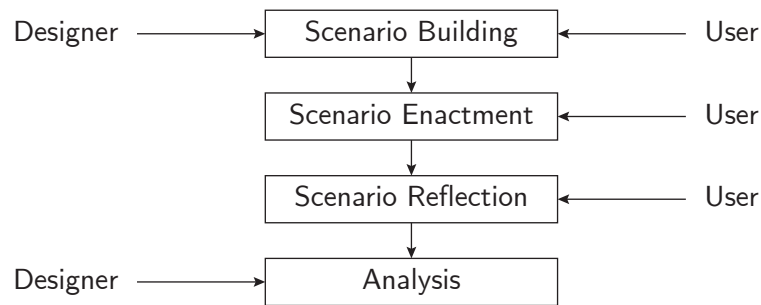 Designer Scenario Building User
Scenario Enactment User
Scenario Reflection User
Designer Analysis